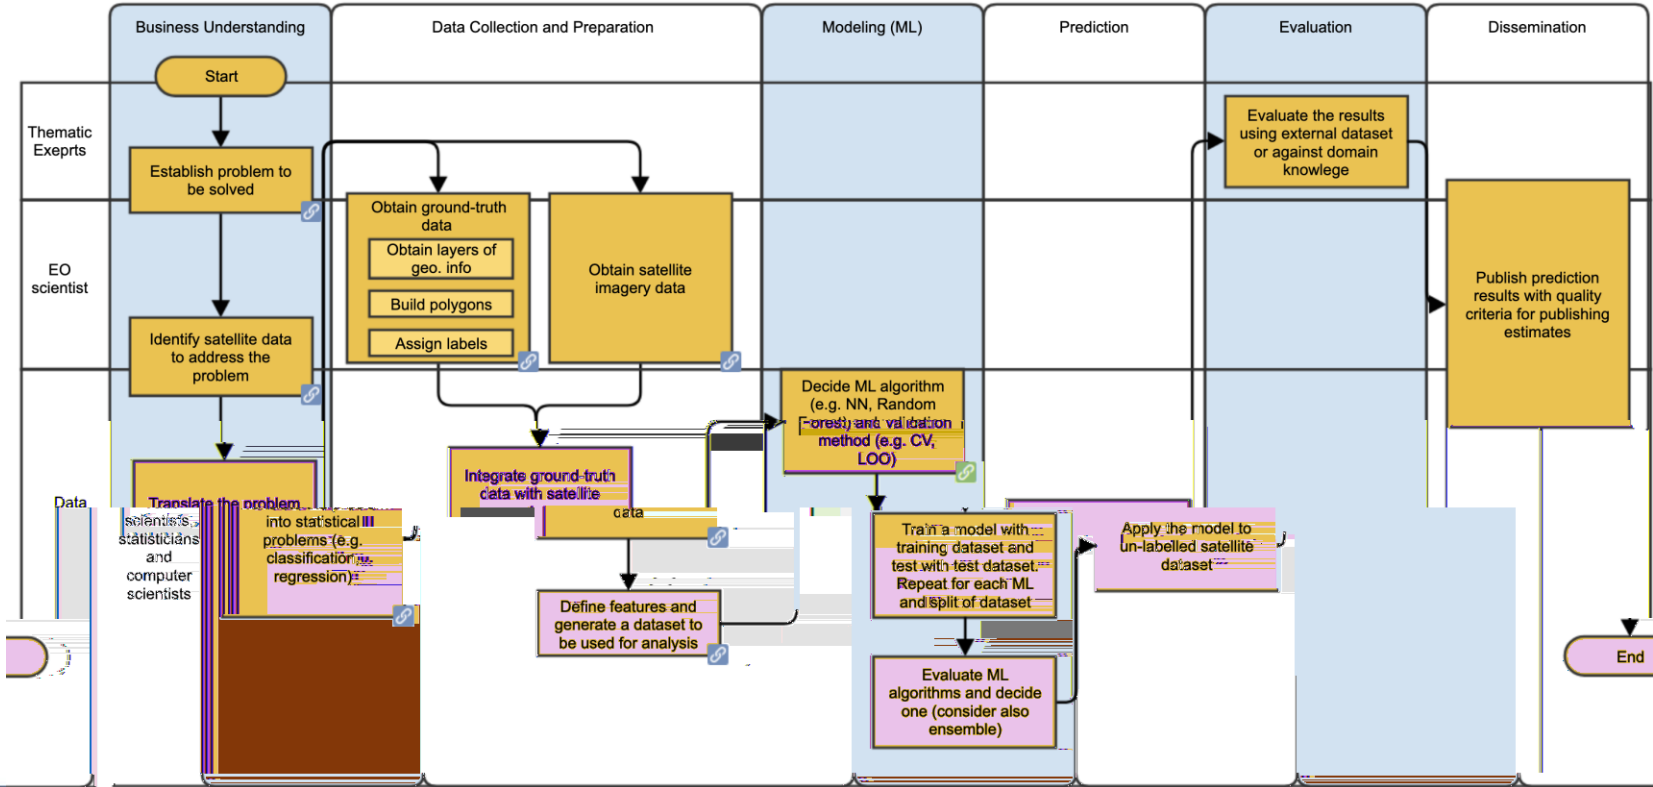 Business Understanding
Data Collection and Preparation
Modeling (ML)
Prediction
Evaluation
Dissemination
Thematic
Exeprts
EO
scientist
Data
scientists,
statisticians
and
computer
scientists
Start
Establish problem to
be solved
Identify satellite data
to address the
problem
Translate the problem
into statistical
problems (e.g.
classification,
regression)
Obtain ground-truth
data
Obtain layers of
geo. info
Build polygons
Assign labels
Obtain satellite
imagery data
Integrate ground-truth
data with satellite
data
Define features and
generate a dataset to
be used for analysis
Decide ML algorithm
(e.g. NN, Random
Forest) and validation
method (e.g. CV,
LOO)
Train a model with
training dataset and
test with test dataset.
Repeat for each ML
and split of dataset
Evaluate ML
algorithms and decide
one (consider also
ensemble)
Apply the model to
un-labelled satellite
dataset
Evaluate the results
using external dataset
or against domain
knowlege
Publish prediction
results with quality
criteria for publishing
estimates
End